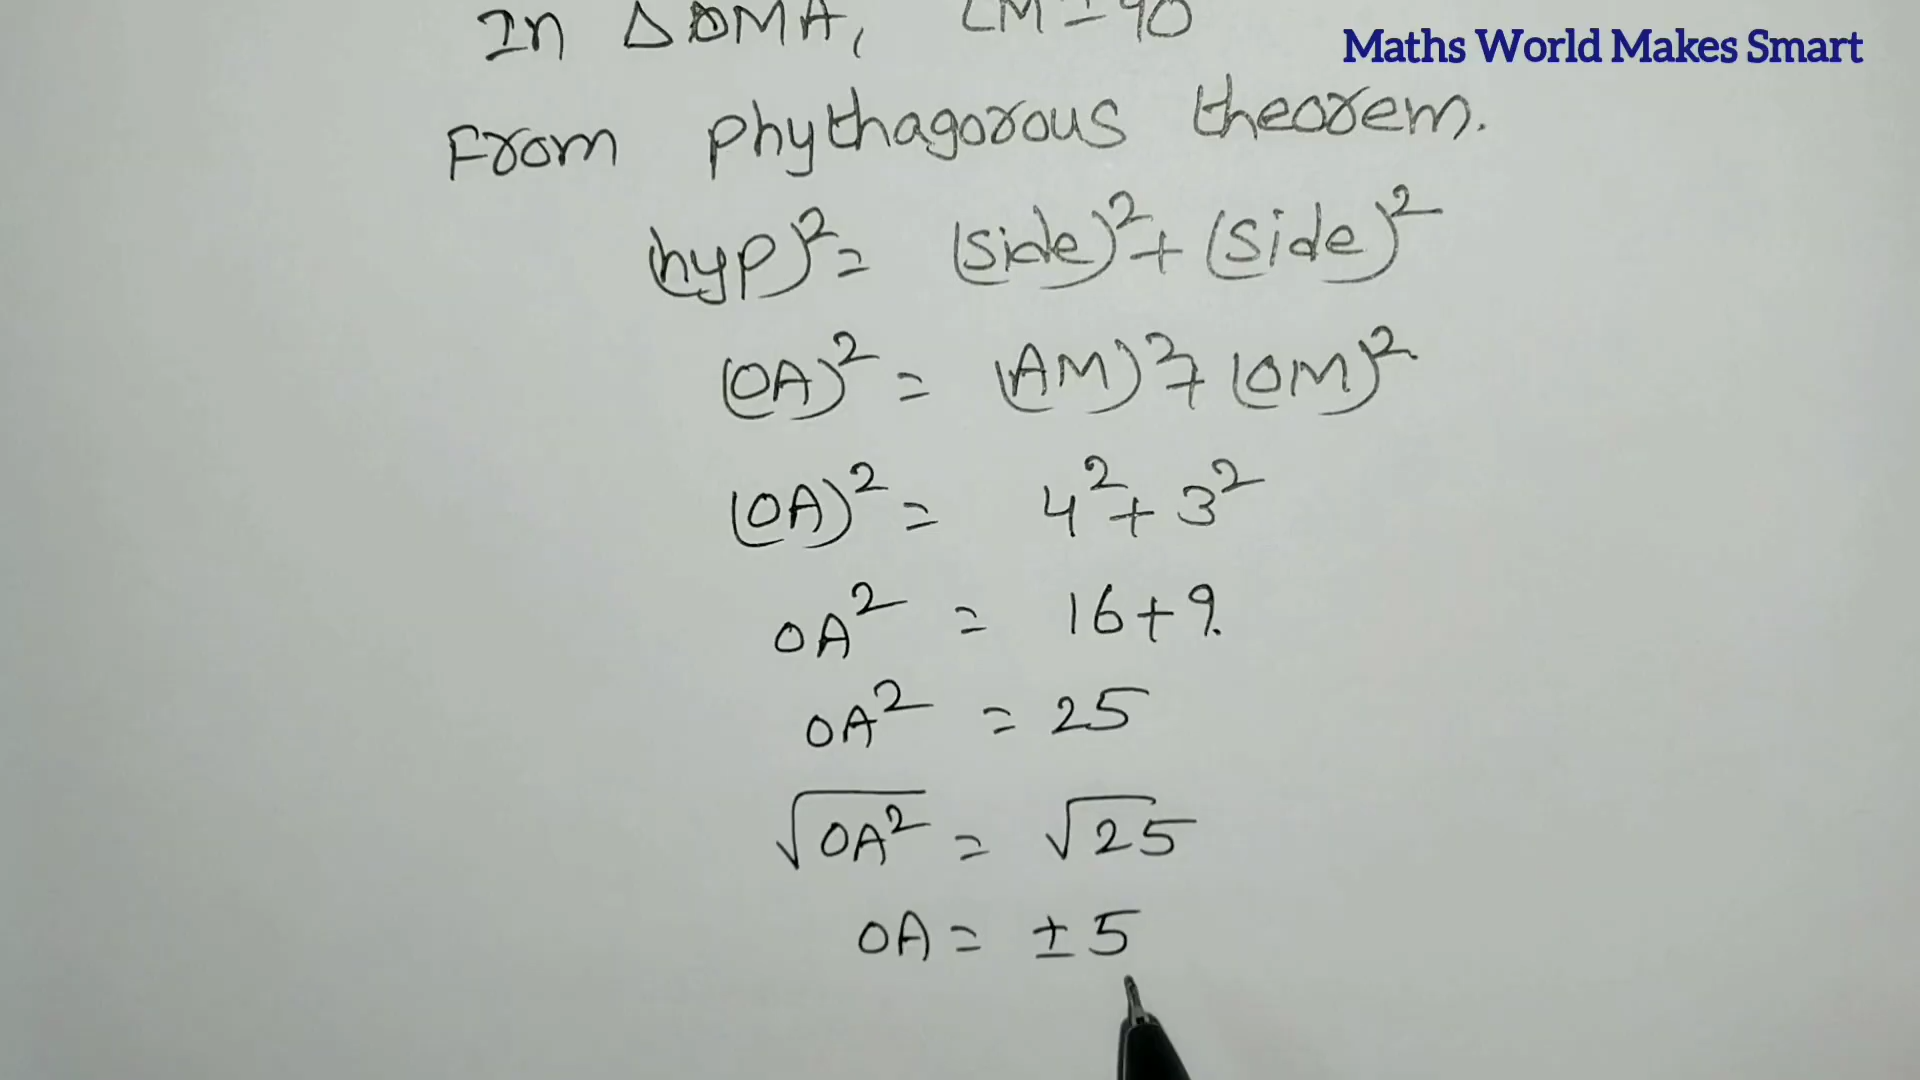 In △OMA, ∠M = 90
Maths World Makes Smart
From phythagorous theorem.
(hyp)² = (side)² + (side)²
(OA)² = (AM)² + (OM)²
(OA)² = 4² + 3²
OA² = 16 + 9.
OA² = 25
√OA² = √25
OA = ± 5